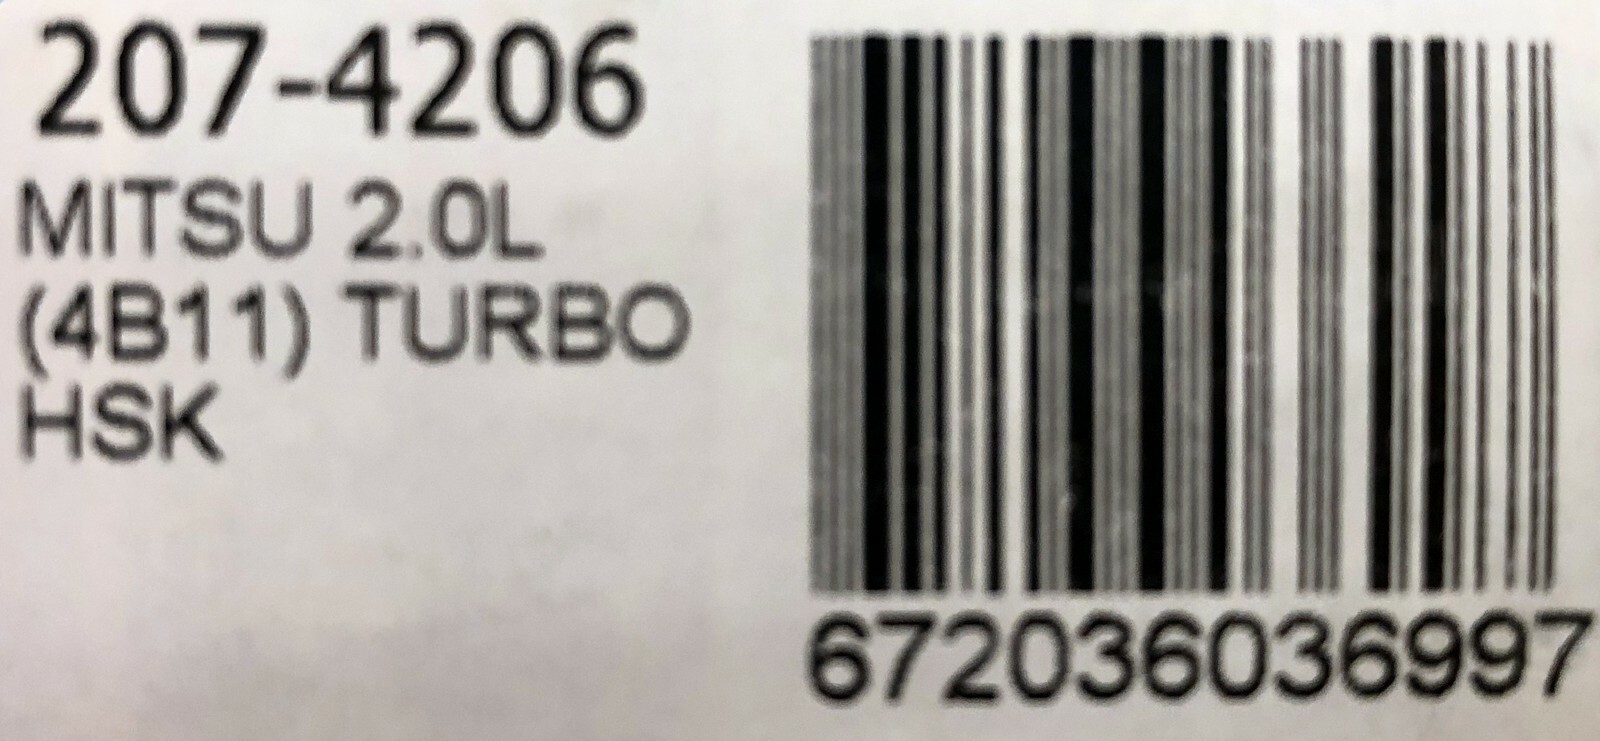 207-4206
MITSU 2.0L
(4B11) TURBO
HSK
672036036997